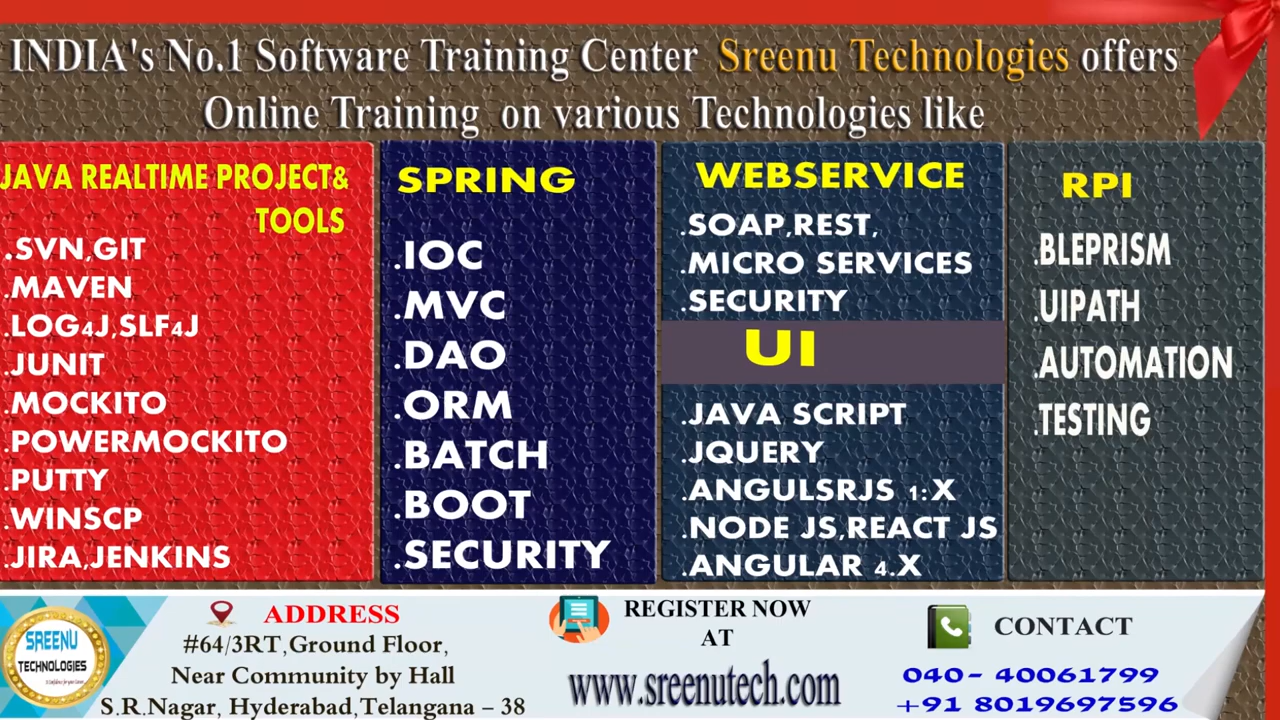 INDIA's No.1 Software Training Center Sreenu Technologies offers
Online Training on various Technologies like
JAVA REALTIME PROJECT&
TOOLS
.SVN,GIT
.MAVEN
.LOG4J,SLF4J
.JUNIT
.MOCKITO
.POWERMOCKITO
.PUTTY
.WINSCP
.JIRA,JENKINS
SPRING
.IOC
.MVC
.DAO
.ORM
.BATCH
.BOOT
.SECURITY
WEBSERVICE
.SOAP,REST,
.MICRO SERVICES
.SECURITY
UI
.JAVA SCRIPT
.JQUERY
.ANGULSRJS 1:X
.NODE JS,REACT JS
.ANGULAR 4.X
RPI
.BLEPRISM
.UIPATH
.AUTOMATION
.TESTING
SREENU
TECHNOLOGIES
ADDRESS
#64/3RT,Ground Floor,
Near Community by Hall
S.R.Nagar, Hyderabad,Telangana – 38
REGISTER NOW
AT
www.sreenutech.com
CONTACT
040- 40061799
+91 8019697596